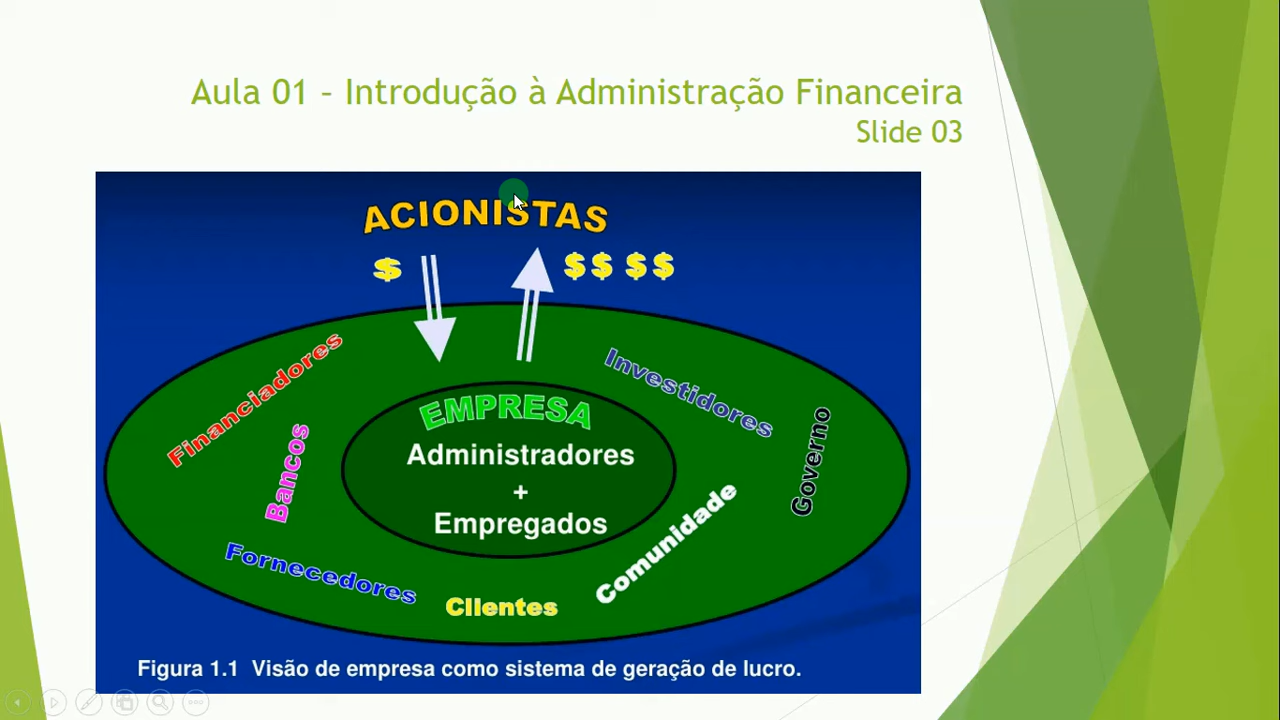 Aula 01 – Introdução à Administração Financeira
Slide 03
ACIONISTAS
$ $$ $$
Financiadores
Investidores
Governo
Bancos
EMPRESA
Administradores
+
Empregados
Comunidade
Fornecedores
Clientes
Figura 1.1 Visão de empresa como sistema de geração de lucro.